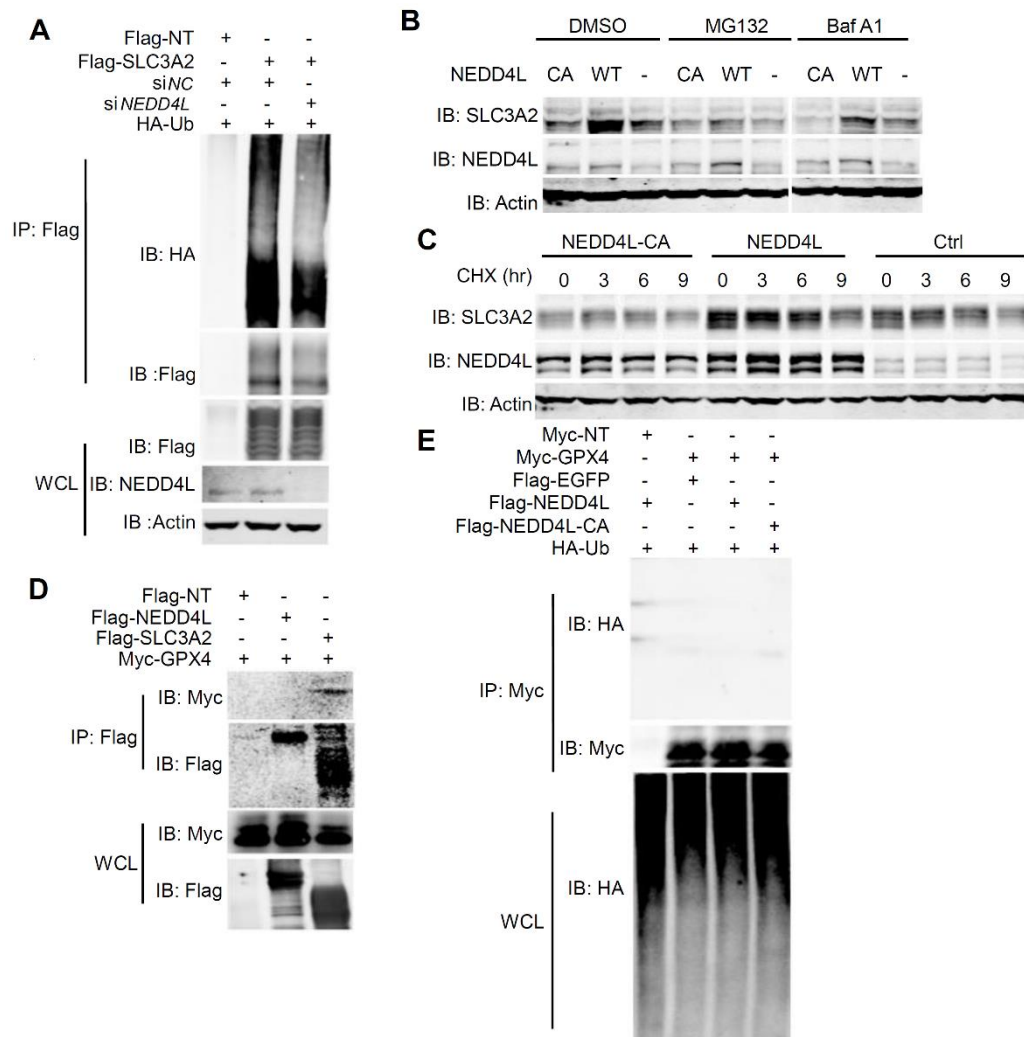 A
Flag-NT + - -
Flag-SLC3A2 - + +
siNC + + -
siNEDD4L - - +
HA-Ub + + +
IP: Flag
IB: HA
IB :Flag
WCL
IB: Flag
IB: NEDD4L
IB :Actin
B
DMSO MG132 Baf A1
NEDD4L CA WT - CA WT - CA WT -
IB: SLC3A2
IB: NEDD4L
IB: Actin
C
NEDD4L-CA NEDD4L Ctrl
CHX (hr) 0 3 6 9 0 3 6 9 0 3 6 9
IB: SLC3A2
IB: NEDD4L
IB: Actin
D
Flag-NT + - -
Flag-NEDD4L - + -
Flag-SLC3A2 - - +
Myc-GPX4 + + +
IP: Flag
IB: Myc
IB: Flag
WCL
IB: Myc
IB: Flag
E
Myc-NT + - - -
Myc-GPX4 - + + +
Flag-EGFP - + - -
Flag-NEDD4L + - + -
Flag-NEDD4L-CA - - - +
HA-Ub + + + +
IP: Myc
IB: HA
IB: Myc
WCL
IB: HA